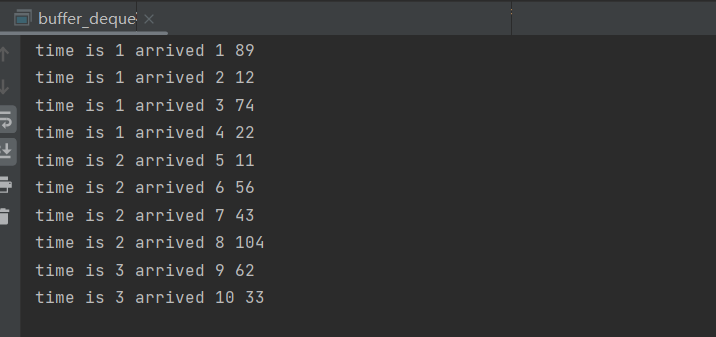 buffer_deque
time is 1 arrived 1 89
time is 1 arrived 2 12
time is 1 arrived 3 74
time is 1 arrived 4 22
time is 2 arrived 5 11
time is 2 arrived 6 56
time is 2 arrived 7 43
time is 2 arrived 8 104
time is 3 arrived 9 62
time is 3 arrived 10 33